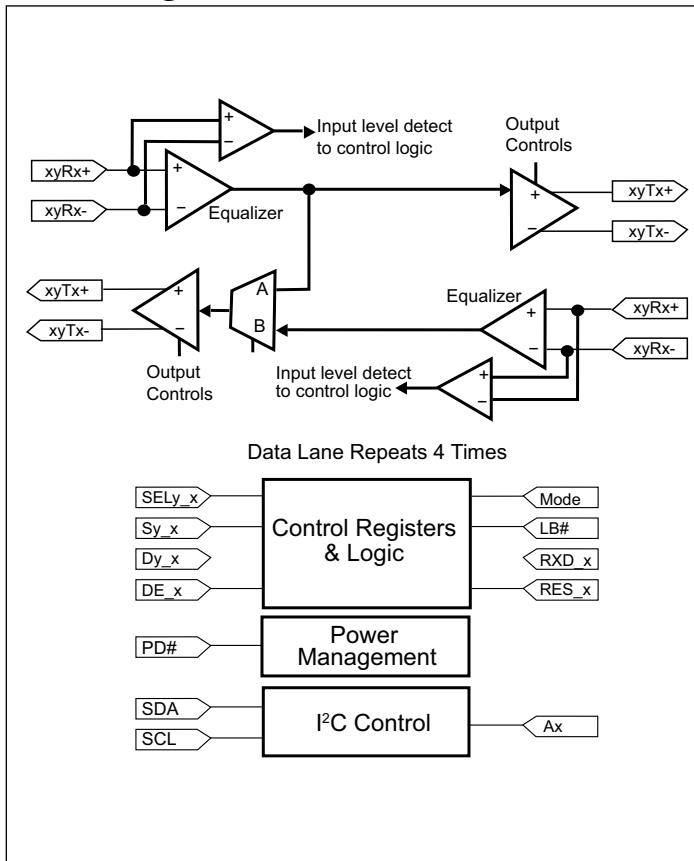 Input level detect
to control logic
Output
Controls
+
−
xyRx+
xyRx-
+
−
Equalizer
+
−
xyTx+
xyTx-
xyTx+
xyTx-
+
−
A
B
Equalizer
+
−
xyRx+
xyRx-
Output
Controls
Input level detect
to control logic
+
−
Data Lane Repeats 4 Times
SELy_x
Sy_x
Dy_x
DE_x
Control Registers
& Logic
Mode
LB#
RXD_x
RES_x
PD#
Power
Management
SDA
SCL
I²C Control
Ax